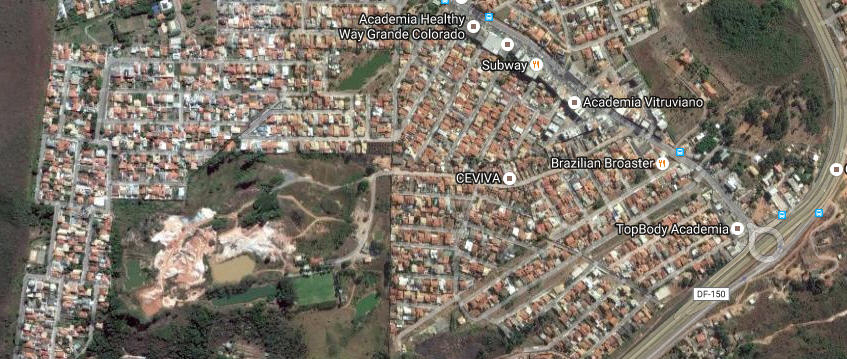 Academia Healthy
Way Grande Colorado
Subway
Academia Vitruviano
Brazilian Broaster
CEVIVA
TopBody Academia
DF-150